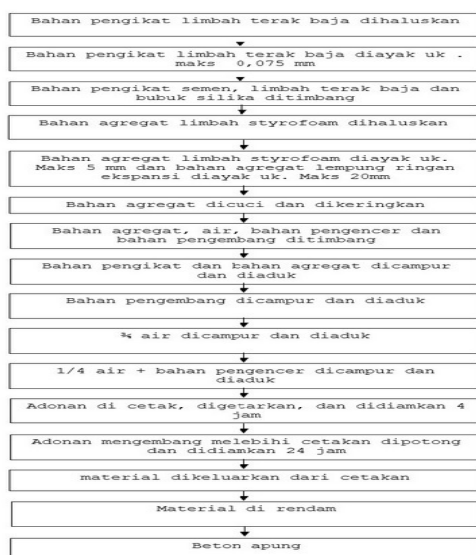 Bahan pengikat limbah terak baja dihaluskan
Bahan pengikat limbah terak baja diayak uk .
maks 0,075 mm
Bahan pengikat semen, limbah terak baja dan
bubuk silika ditimbang
Bahan agregat limbah styrofoam dihaluskan
Bahan agregat limbah styrofoam diayak uk.
Maks 5 mm dan bahan agregat lempung ringan
ekspansi diayak uk. Maks 20mm
Bahan agregat dicuci dan dikeringkan
Bahan agregat, air, bahan pengencer dan
bahan pengembang ditimbang
Bahan pengikat dan bahan agregat dicampur
dan diaduk
Bahan pengembang dicampur dan diaduk
¾ air dicampur dan diaduk
1/4 air + bahan pengencer dicampur dan
diaduk
Adonan di cetak, digetarkan, dan didiamkan 4
jam
Adonan mengembang melebihi cetakan dipotong
dan didiamkan 24 jam
material dikeluarkan dari cetakan
Material di rendam
Beton apung